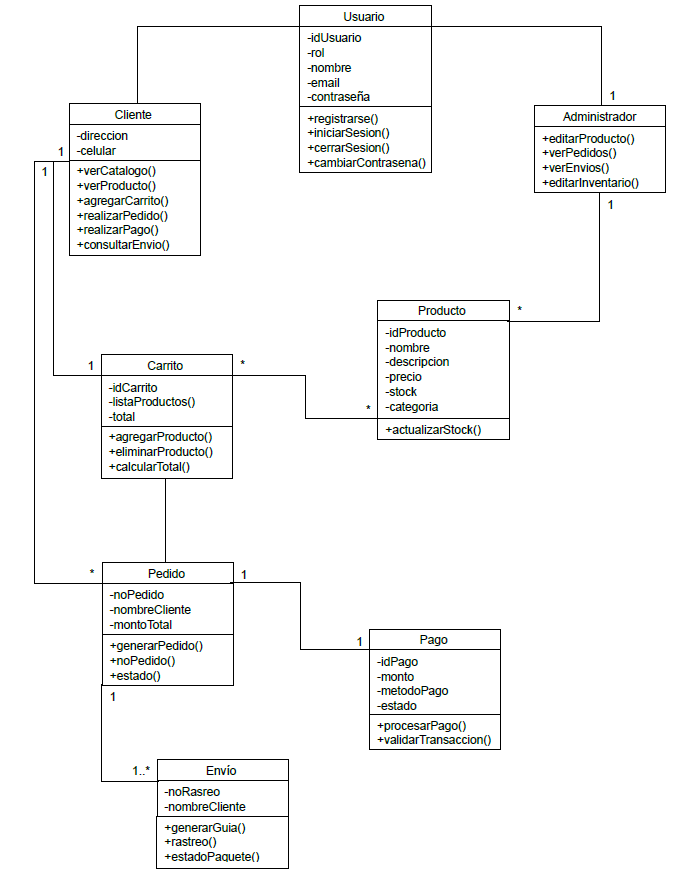 Usuario
-idUsuario
-rol
-nombre
-email
-contraseña
+registrarse()
+iniciarSesion()
+cerrarSesion()
+cambiarContrasena()
Cliente
-direccion
-celular
+verCatalogo()
+verProducto()
+agregarCarrito()
+realizarPedido()
+realizarPago()
+consultarEnvio()
1
1
1
Administrador
+editarProducto()
+verPedidos()
+verEnvios()
+editarInventario()
1
Producto
-idProducto
-nombre
-descripcion
-precio
-stock
-categoria
+actualizarStock()
*
*
1
Carrito
-idCarrito
-listaProductos()
-total
+agregarProducto()
+eliminarProducto()
+calcularTotal()
*
*
Pedido
-noPedido
-nombreCliente
-montoTotal
+generarPedido()
+noPedido()
+estado()
1
1
1
Pago
-idPago
-monto
-metodoPago
-estado
+procesarPago()
+validarTransaccion()
1..*
Envío
-noRasreo
-nombreCliente
+generarGuia()
+rastreo()
+estadoPaquete()